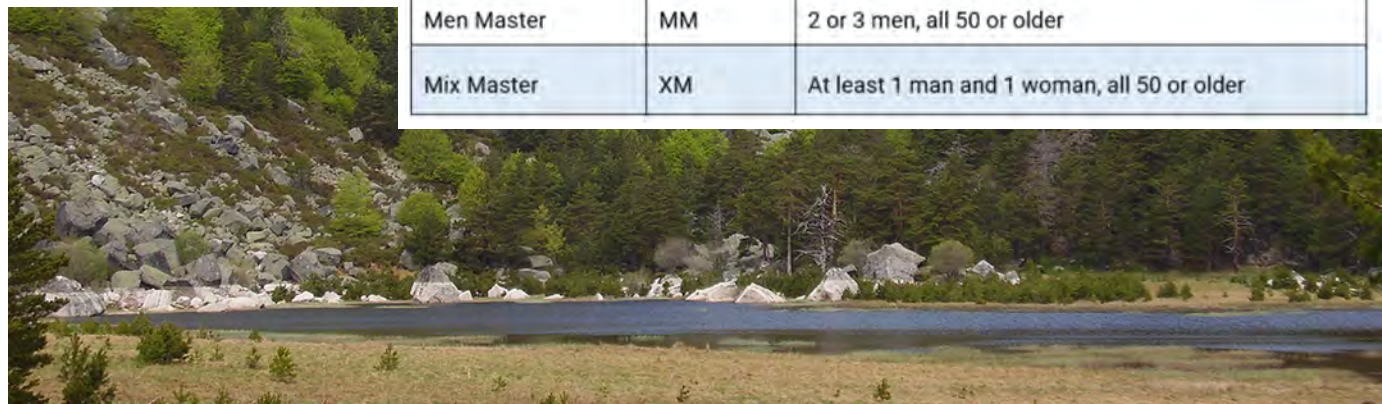 Men Master MM 2 or 3 men, all 50 or older
Mix Master XM At least 1 man and 1 woman, all 50 or older